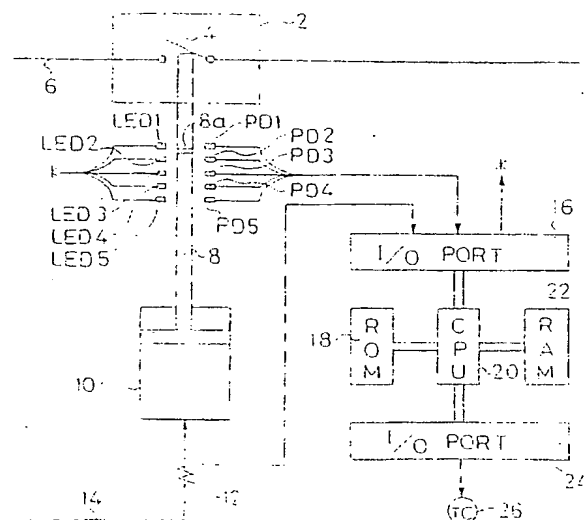 2
4
6
LED1
8a
PD1
LED2
PD2
PD3
PD4
LED3
LED4
LED5
PD5
8
16
I/O PORT
22
10
18
ROM
CPU
20
RAM
I/O PORT
24
14
12
TC
26